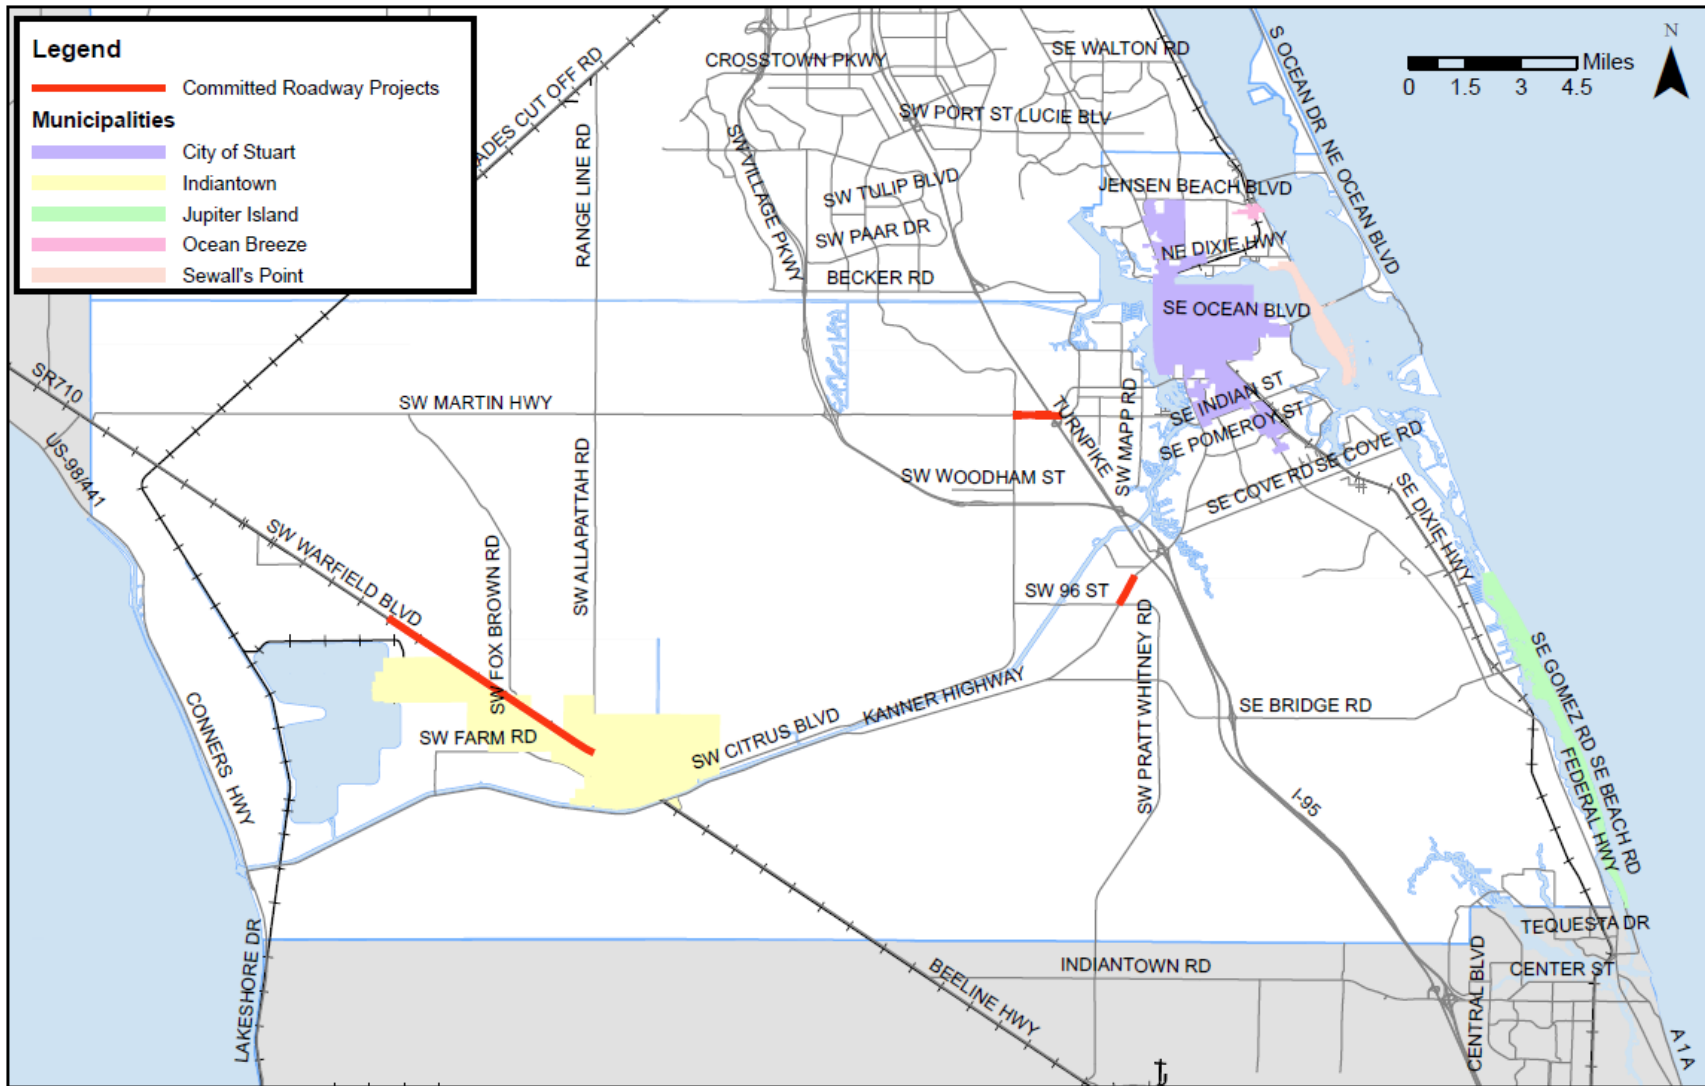 Legend
Committed Roadway Projects
Municipalities
City of Stuart
Indiantown
Jupiter Island
Ocean Breeze
Sewall's Point
N
Miles
0 1.5 3 4.5
ADES CUT OFF RD
CROSSTOWN PKWY
SE WALTON RD
S OCEAN DR
NE OCEAN BLVD
SW PORT ST LUCIE BLV
RANGE LINE RD
SW VILLAGE PKWY
SW TULIP BLVD
JENSEN BEACH BLVD
SW PAAR DR
NE DIXIE HWY
BECKER RD
SE OCEAN BLVD
SR710
SW MARTIN HWY
TURNPIKE
SW MAPP RD
SE INDIAN ST
SE POMEROY ST
US-98/441
SW ALLAPATTAH RD
SW WOODHAM ST
SE COVE RD
SE COVE RD
SE DIXIE HWY
SW WARFIELD BLVD
SW FOX BROWN RD
SW 96 ST
SW PRATT WHITNEY RD
SE GOMEZ RD
SE BEACH RD
CONNERS HWY
SW FARM RD
SW CITRUS BLVD
KANNER HIGHWAY
SE BRIDGE RD
FEDERAL HWY
I-95
LAKESHORE DR
TEQUESTA DR
BEELINE HWY
INDIANTOWN RD
CENTRAL BLVD
CENTER ST
A1A